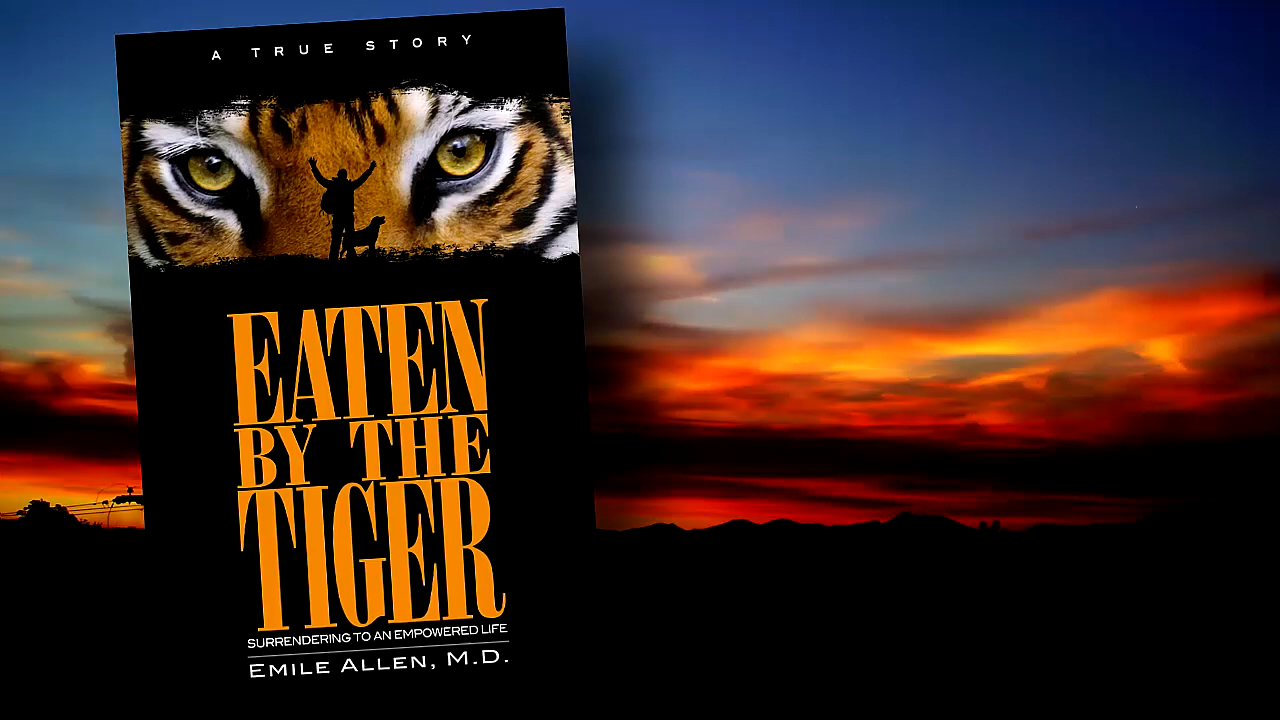 A TRUE STORY
EATEN
BY THE
TIGER
SURRENDERING TO AN EMPOWERED LIFE
EMILE ALLEN, M.D.